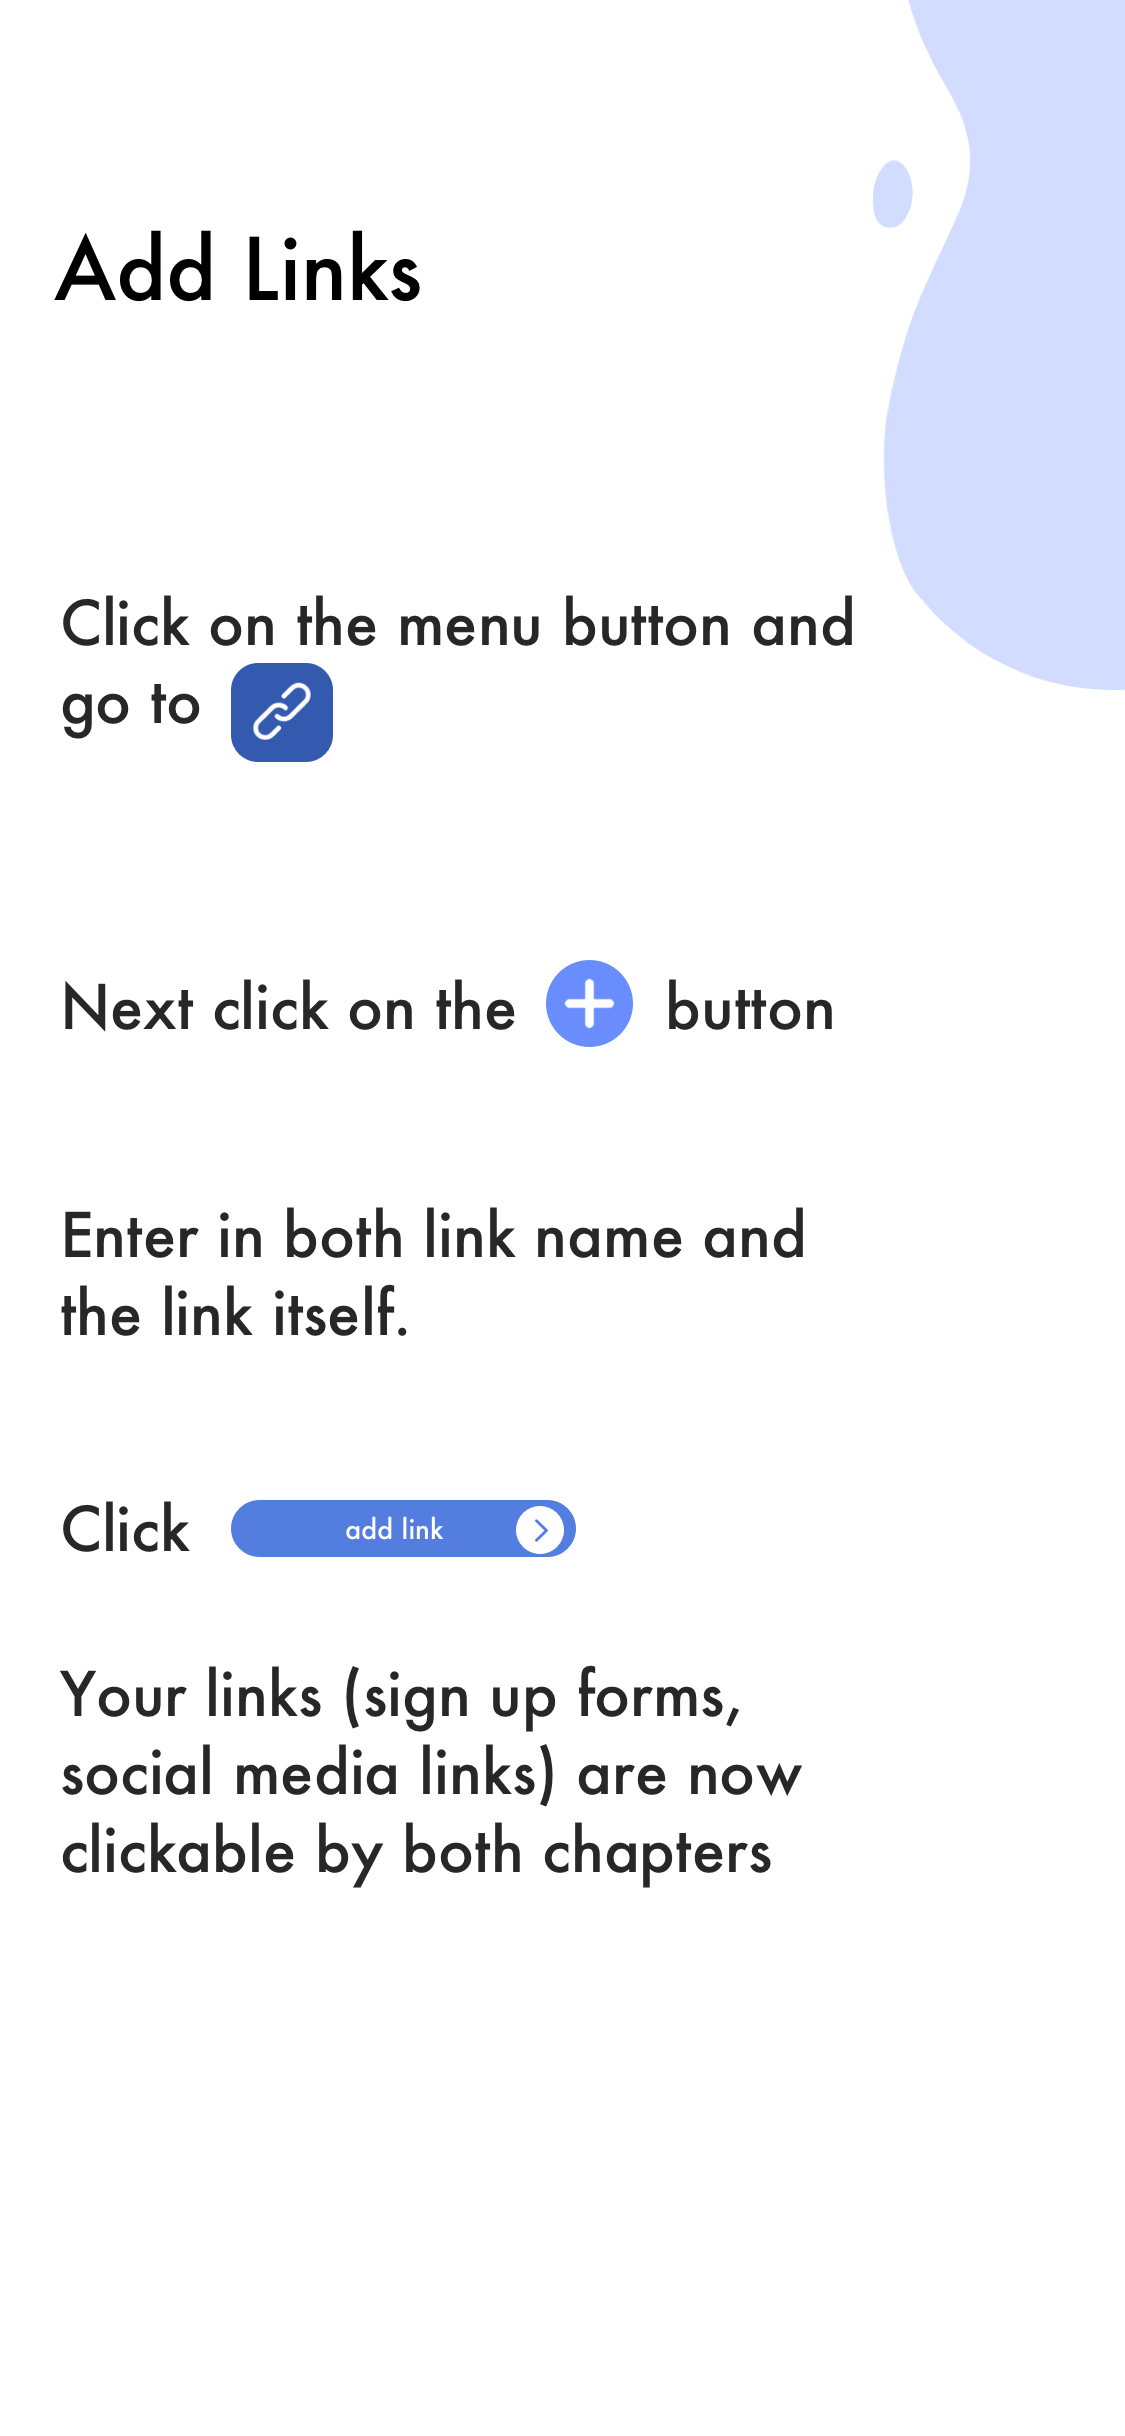 Add Links
Click on the menu button and
go to
Next click on the button
Enter in both link name and
the link itself.
Click add link
Your links (sign up forms,
social media links) are now
clickable by both chapters